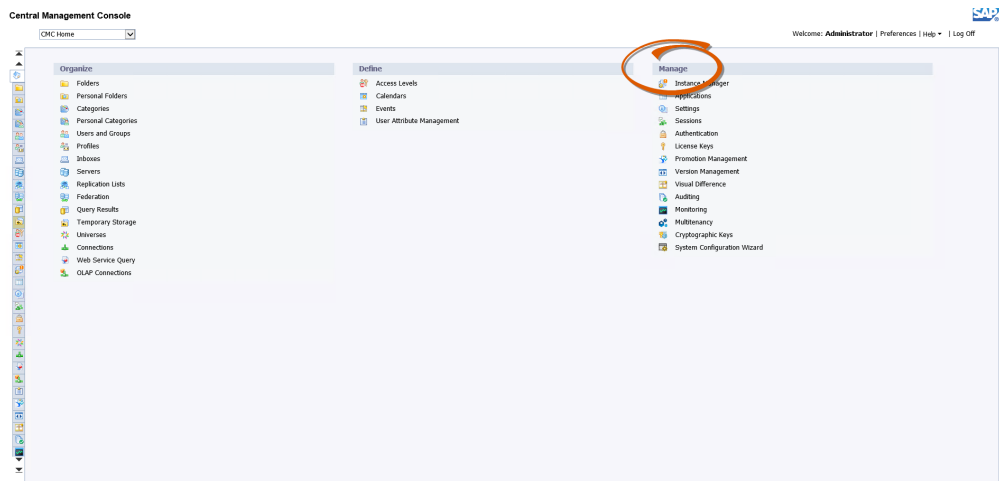 Central Management Console
SAP
CMC Home
Welcome: Administrator | Preferences | Help | Log Off
Organize
Folders
Personal Folders
Categories
Personal Categories
Users and Groups
Profiles
Inboxes
Servers
Replication Lists
Federation
Query Results
Temporary Storage
Universes
Connections
Web Service Query
OLAP Connections
Define
Access Levels
Calendars
Events
User Attribute Management
Manage
Instance Manager
Applications
Settings
Sessions
Authentication
License Keys
Promotion Management
Version Management
Visual Difference
Auditing
Monitoring
Multitenancy
Cryptographic Keys
System Configuration Wizard